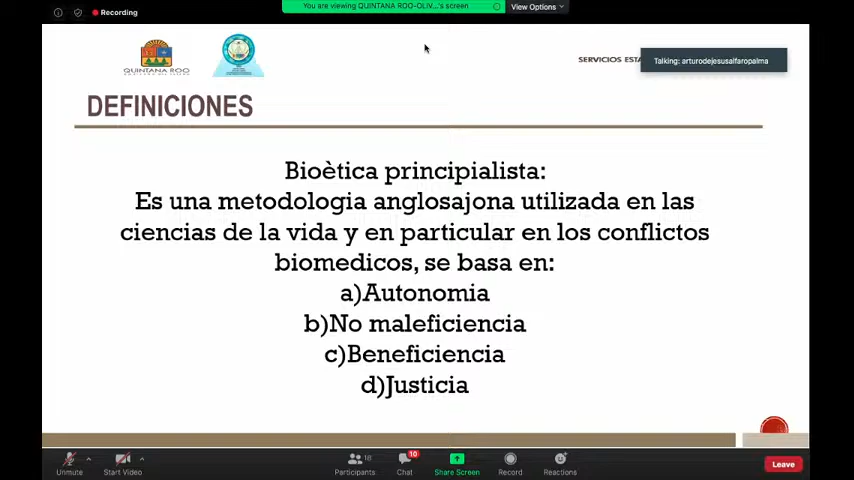 Recording
You are viewing QUINTANA ROO-OLIV...'s screen
View Options
QUINTANA ROO
SERVICIOS
Talking: arturodejesusalfaropalma
DEFINICIONES
Bioètica principialista:
Es una metodologia anglosajona utilizada en las
ciencias de la vida y en particular en los conflictos
biomedicos, se basa en:
a)Autonomia
b)No maleficiencia
c)Beneficiencia
d)Justicia
Unmute
Start Video
18
Participants
10
Chat
Share Screen
Record
Reactions
Leave